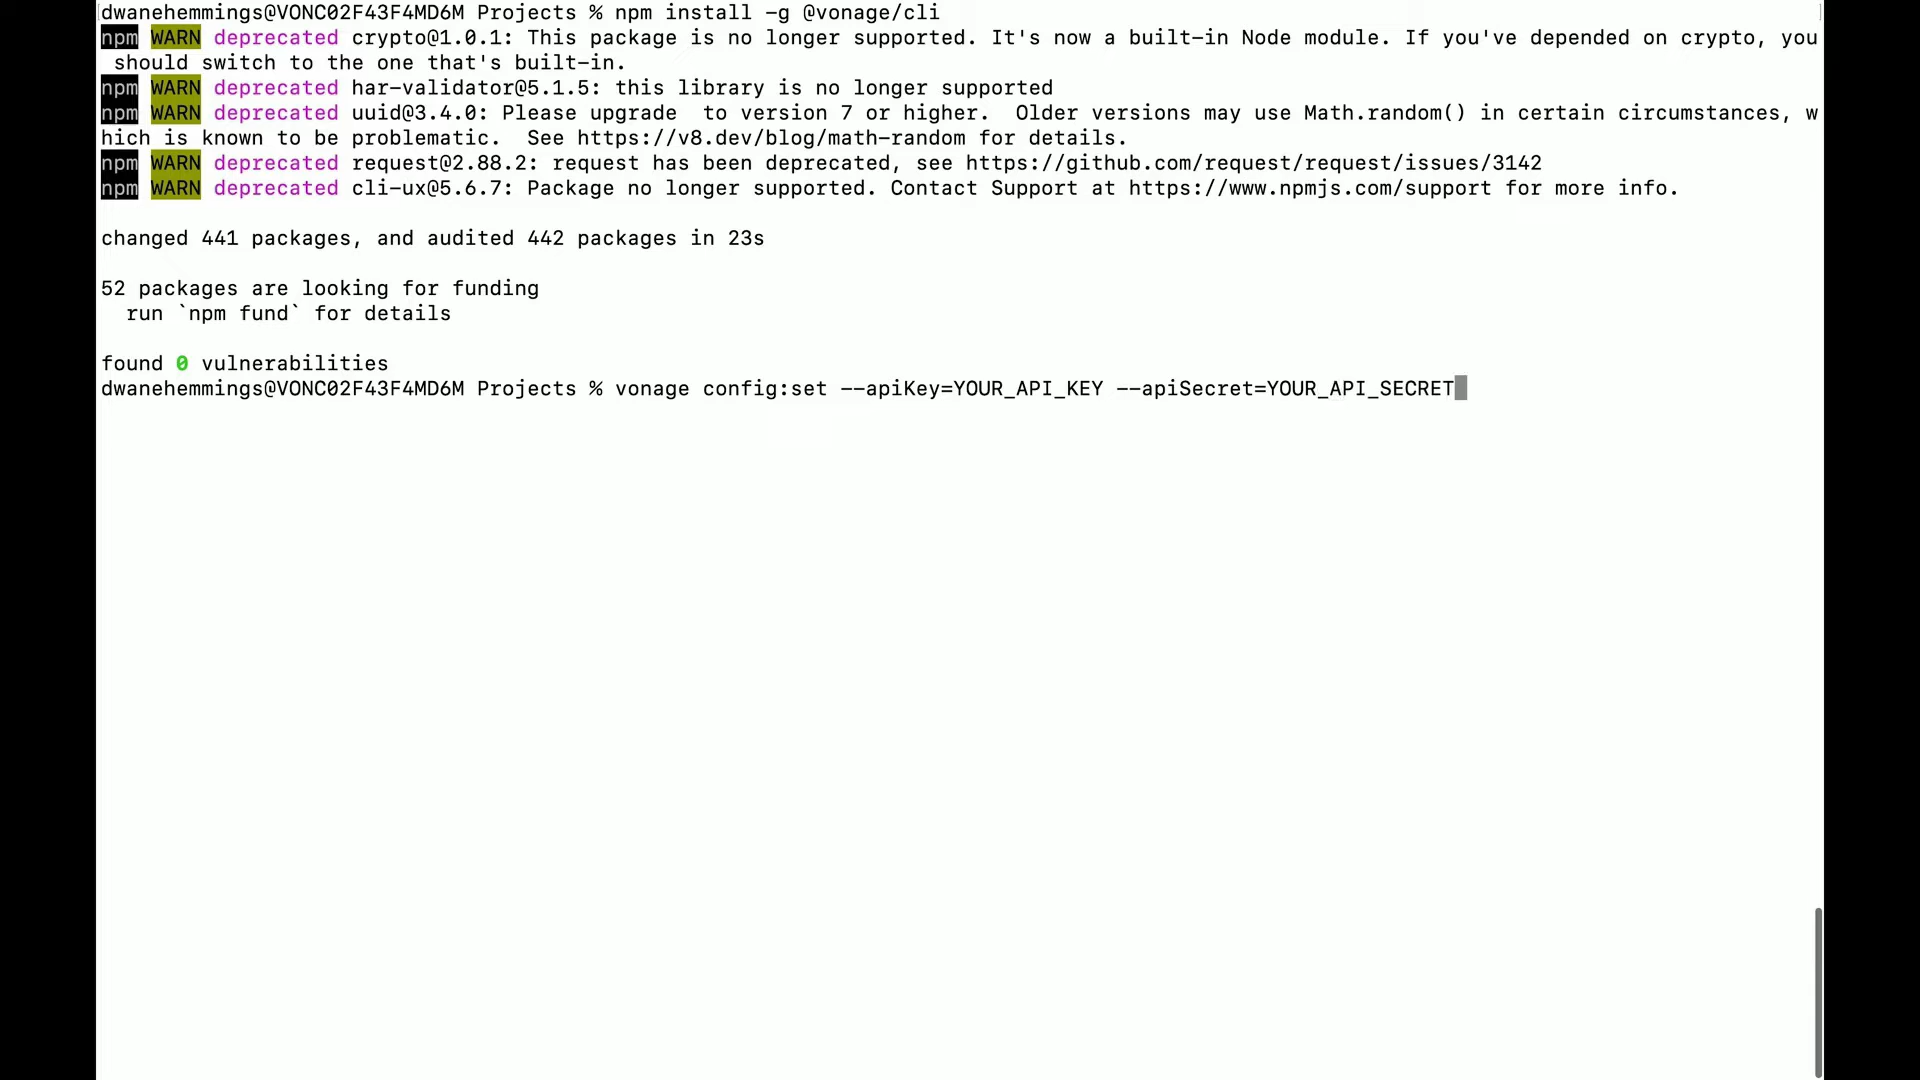 dwanehemmings@VONC02F43F4MD6M Projects % npm install -g @vonage/cli
npm WARN deprecated crypto@1.0.1: This package is no longer supported. It's now a built-in Node module. If you've depended on crypto, you
 should switch to the one that's built-in.
npm WARN deprecated har-validator@5.1.5: this library is no longer supported
npm WARN deprecated uuid@3.4.0: Please upgrade  to version 7 or higher.  Older versions may use Math.random() in certain circumstances, w
hich is known to be problematic.  See https://v8.dev/blog/math-random for details.
npm WARN deprecated request@2.88.2: request has been deprecated, see https://github.com/request/request/issues/3142
npm WARN deprecated cli-ux@5.6.7: Package no longer supported. Contact Support at https://www.npmjs.com/support for more info.
changed 441 packages, and audited 442 packages in 23s
52 packages are looking for funding
  run `npm fund` for details
found 0 vulnerabilities
dwanehemmings@VONC02F43F4MD6M Projects % vonage config:set --apiKey=YOUR_API_KEY --apiSecret=YOUR_API_SECRET